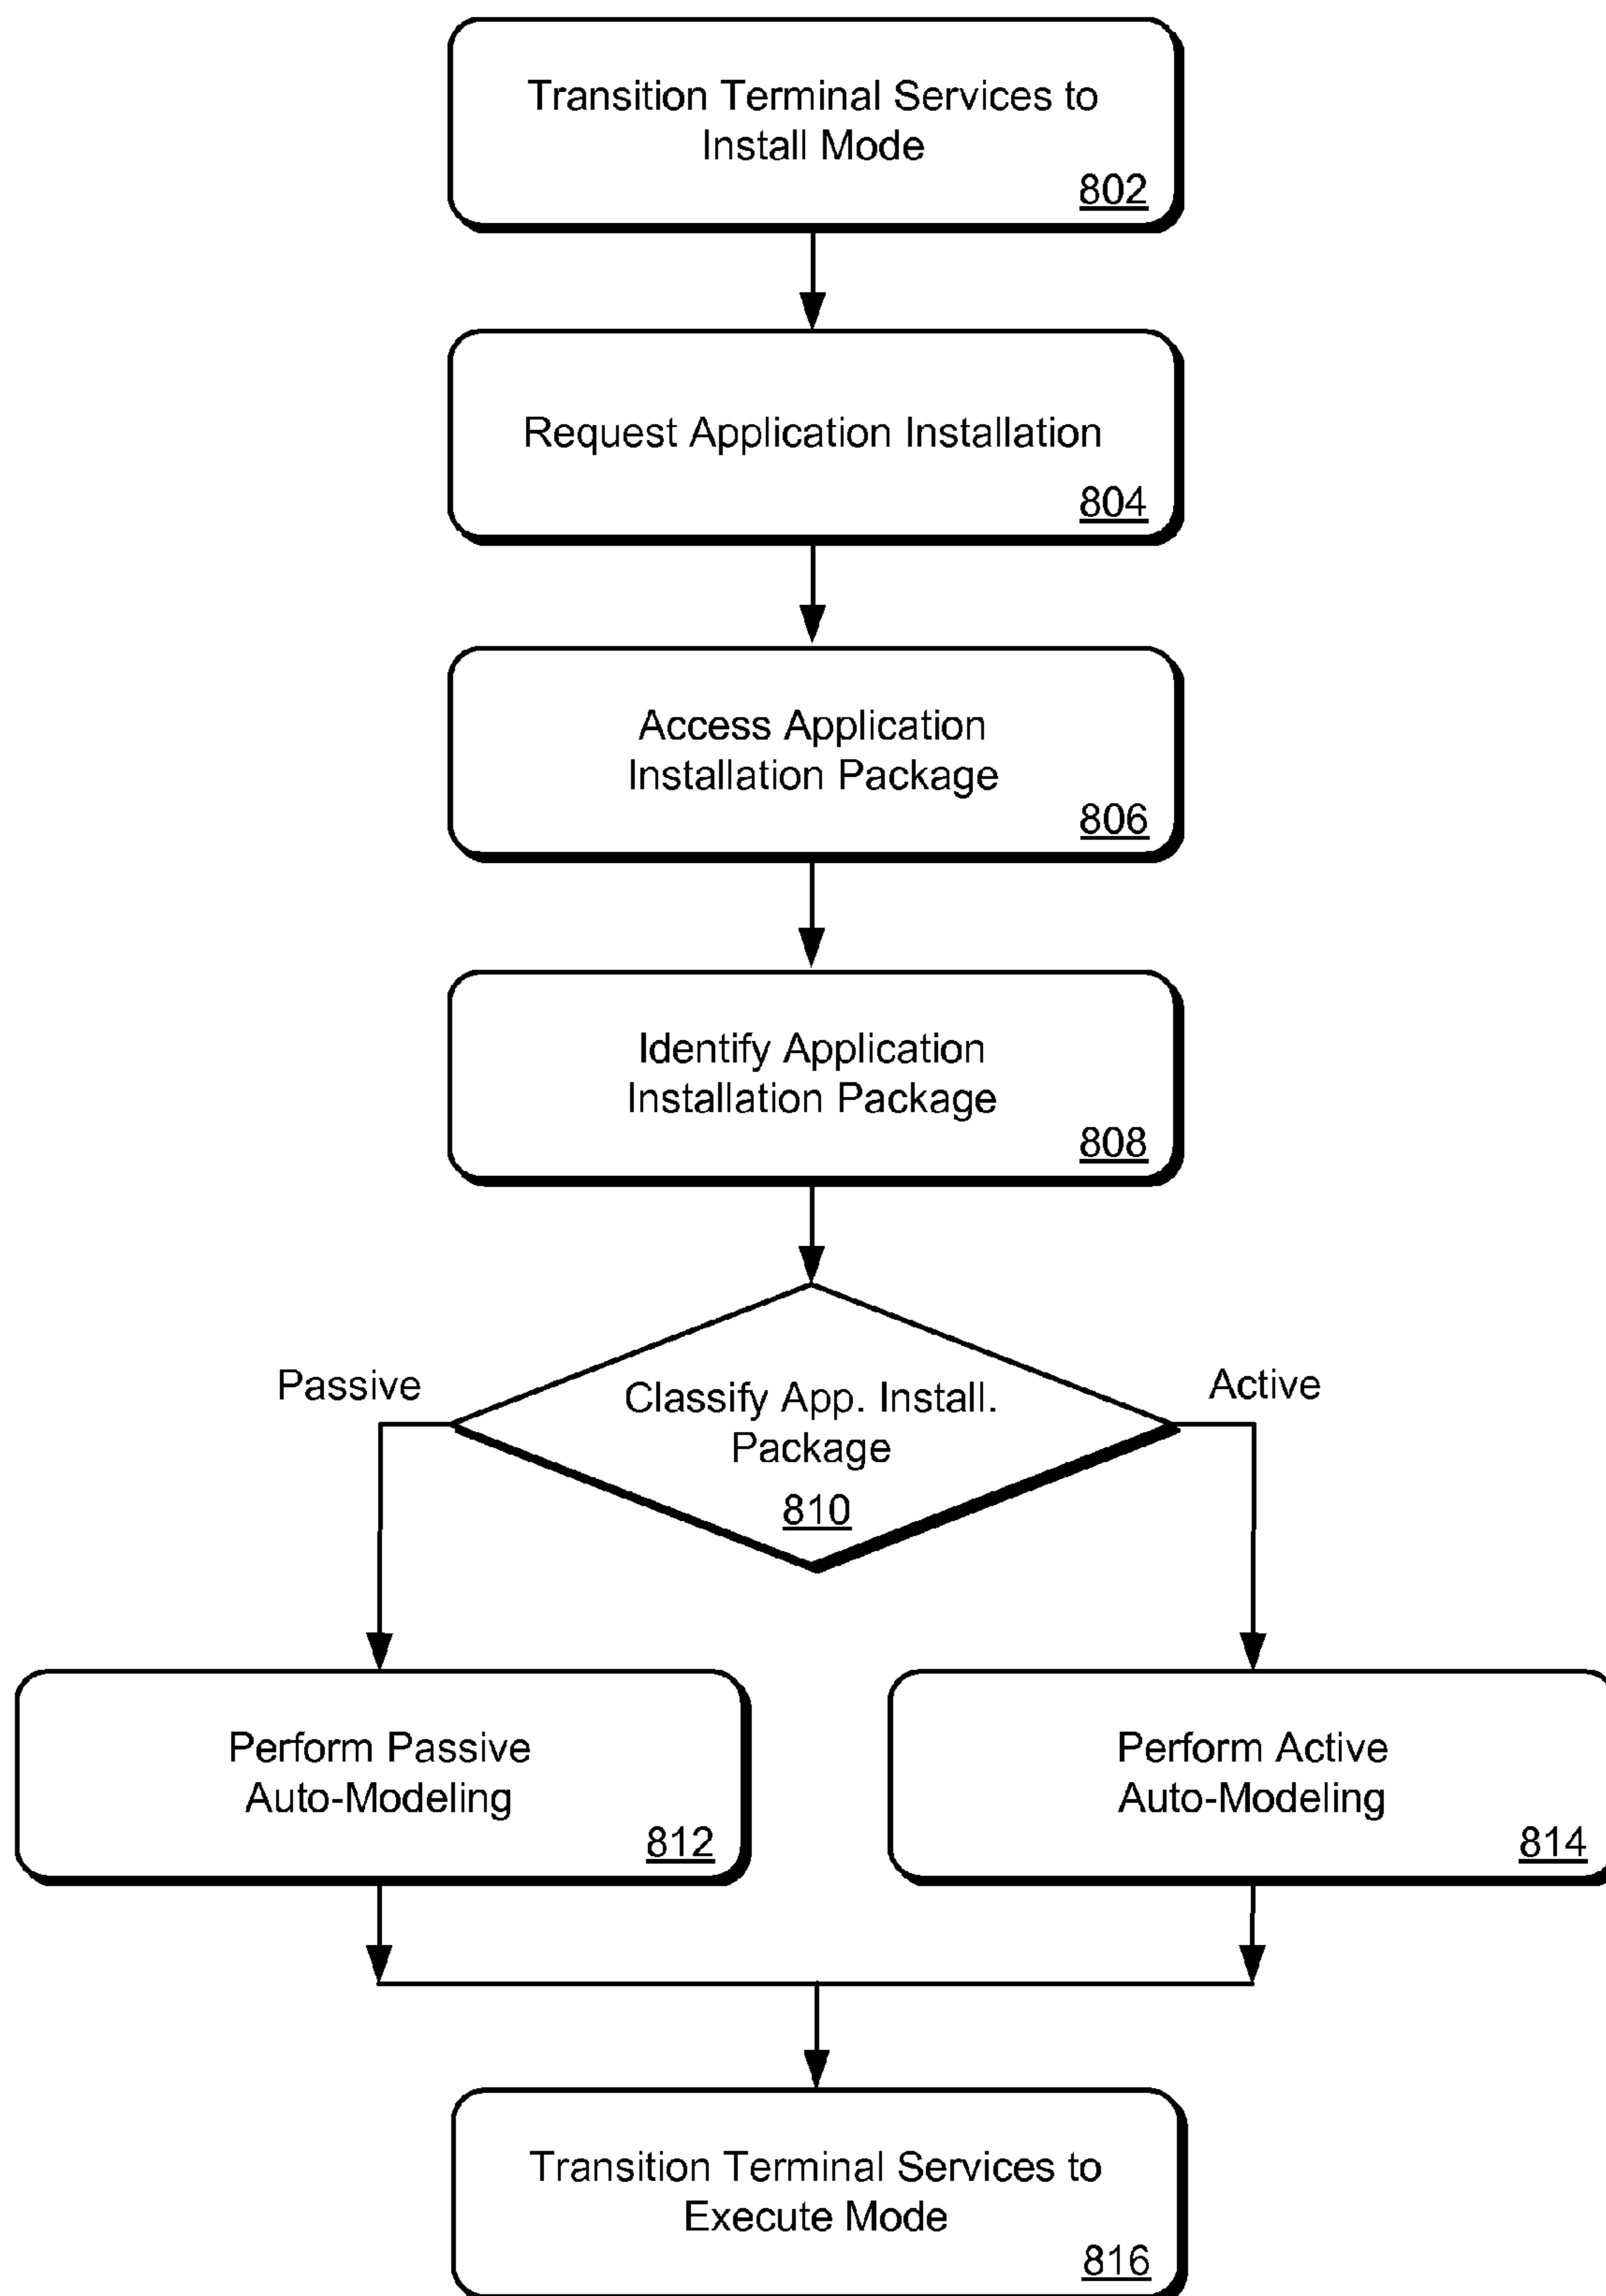 Transition Terminal Services to
Install Mode
802
Request Application Installation
804
Access Application
Installation Package
806
Identify Application
Installation Package
808
Passive
Active
Classify App. Install.
Package
810
Perform Passive
Auto-Modeling
812
Perform Active
Auto-Modeling
814
Transition Terminal Services to
Execute Mode
816